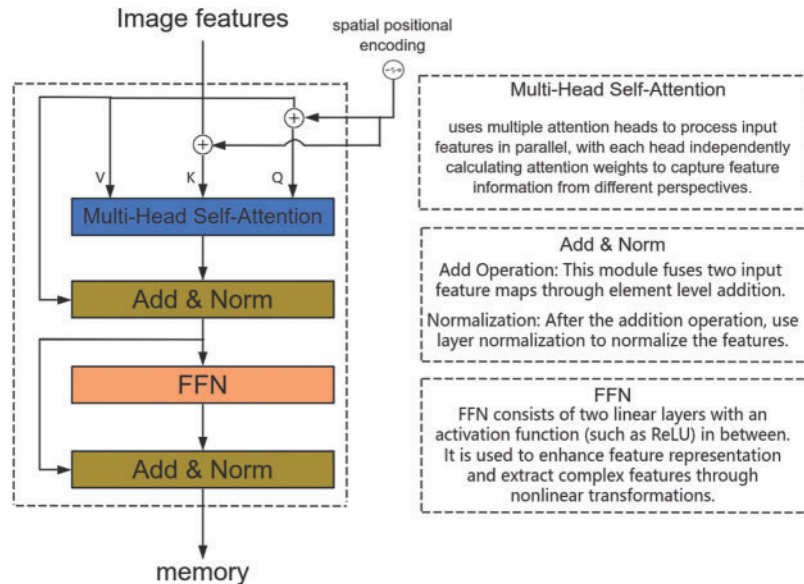 Image features
spatial positional
encoding
V
K
Q
Multi-Head Self-Attention
Add & Norm
FFN
Add & Norm
memory
Multi-Head Self-Attention
uses multiple attention heads to process input
features in parallel, with each head independently
calculating attention weights to capture feature
information from different perspectives.
Add & Norm
Add Operation: This module fuses two input
feature maps through element level addition.
Normalization: After the addition operation, use
layer normalization to normalize the features.
FFN
FFN consists of two linear layers with an
activation function (such as ReLU) in between.
It is used to enhance feature representation
and extract complex features through
nonlinear transformations.